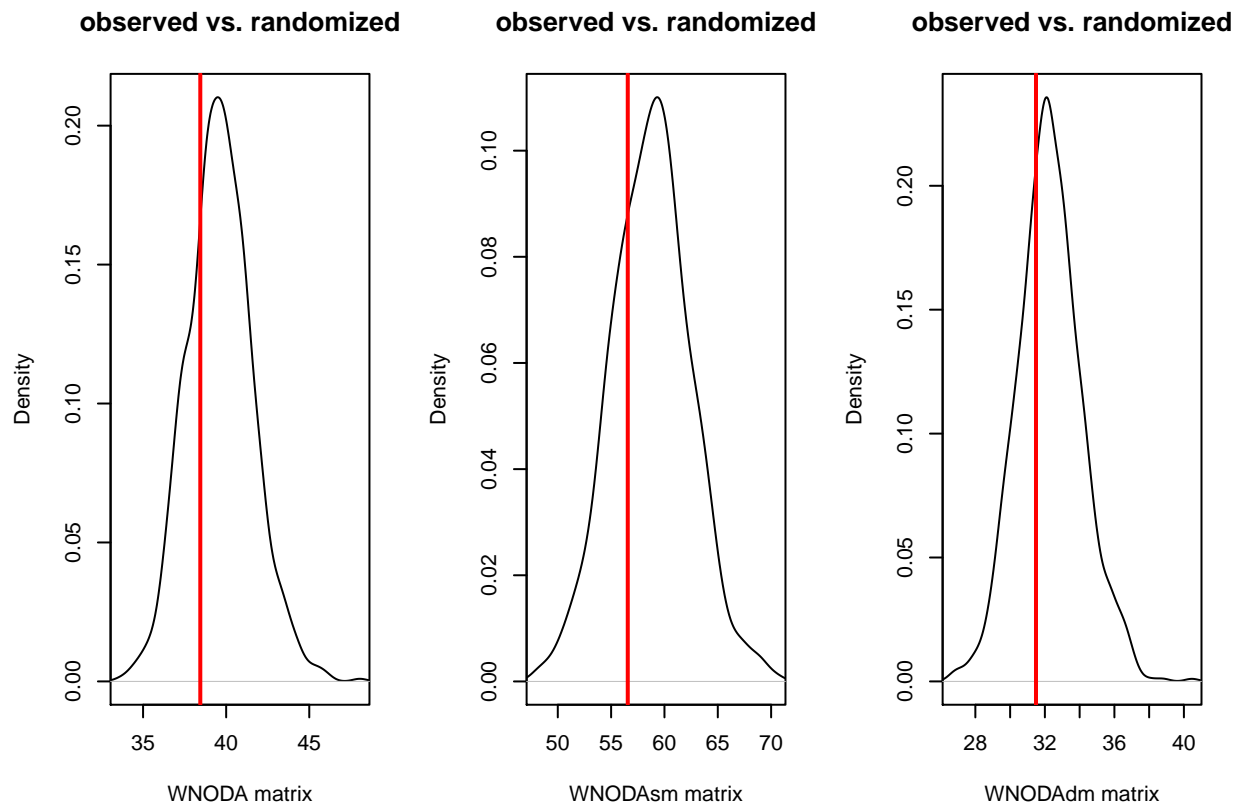 observed vs. randomized
Density
0.00 0.05 0.10 0.15 0.20
35 40 45
WNODA matrix
observed vs. randomized
Density
0.00 0.02 0.04 0.06 0.08 0.10
50 55 60 65 70
WNODAsm matrix
observed vs. randomized
Density
0.00 0.05 0.10 0.15 0.20
28 32 36 40
WNODAdm matrix